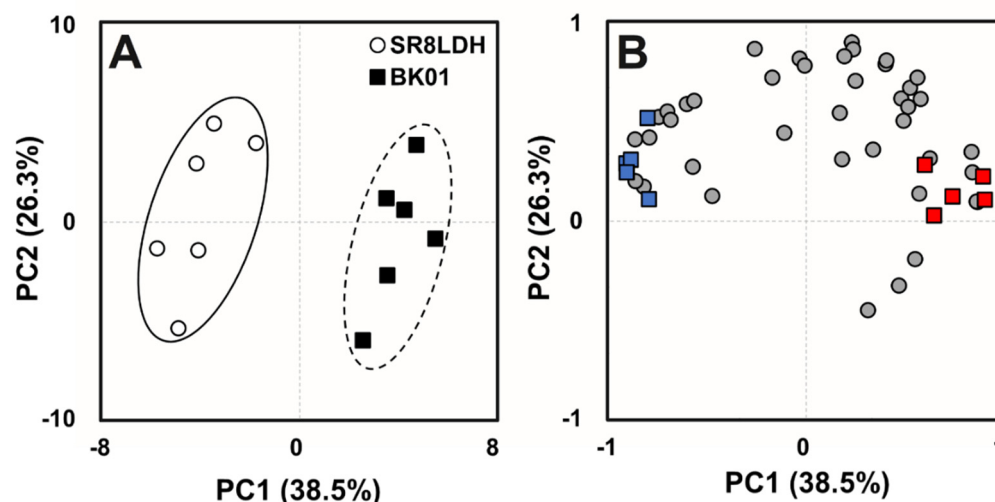 A
SR8LDH
BK01
10
0
-10
-8
0
8
PC2 (26.3%)
PC1 (38.5%)
B
1
0
-1
-1
0
PC2 (26.3%)
PC1 (38.5%)